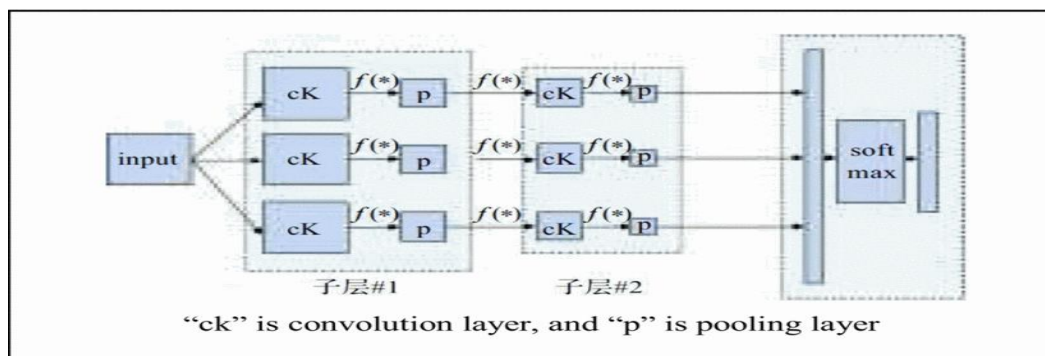 cK f(*) p f(*) cK f(*) p
input cK f(*) p f(*) cK f(*) p soft
max
cK f(*) p f(*) cK f(*) p
子层#1 子层#2
“ck” is convolution layer, and “p” is pooling layer